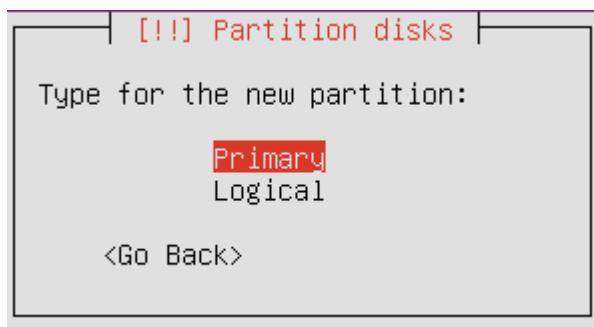 [!!] Partition disks
Type for the new partition:
Primary
Logical
<Go Back>